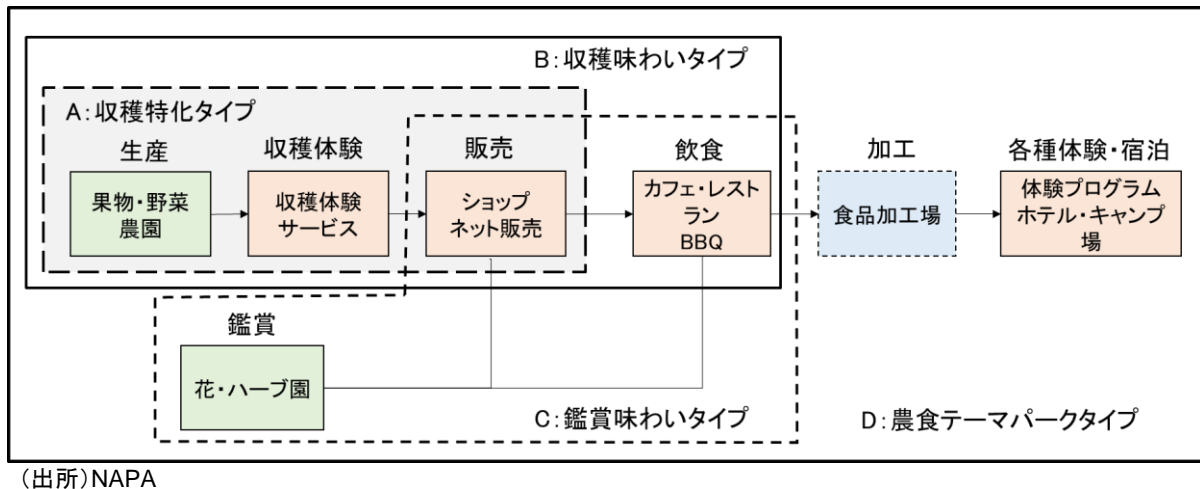 B：収穫味わいタイプ
A：収穫特化タイプ
生産
収穫体験
販売
飲食
加工
各種体験・宿泊
果物・野菜
農園
収穫体験
サービス
ショップ
ネット販売
カフェ・レスト
ラン
BBQ
食品加工場
体験プログラム
ホテル・キャンプ
場
鑑賞
花・ハーブ園
C：鑑賞味わいタイプ
D：農食テーマパークタイプ
（出所）NAPA